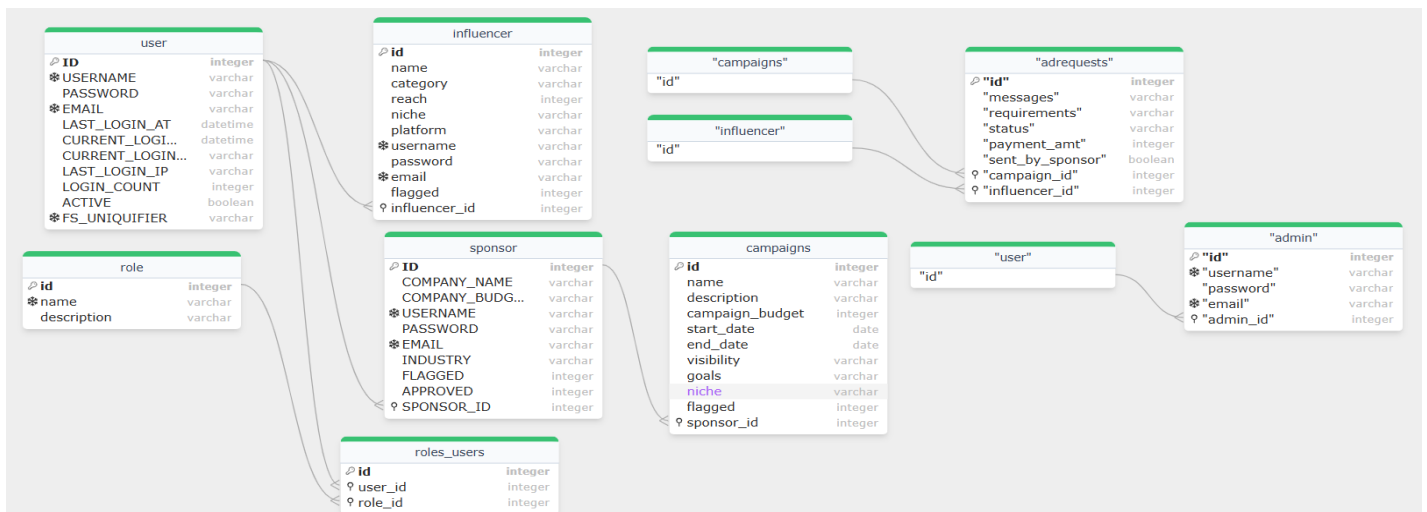 user
ID integer
USERNAME varchar
PASSWORD varchar
EMAIL varchar
LAST_LOGIN_AT datetime
CURRENT_LOGI... datetime
CURRENT_LOGIN... varchar
LAST_LOGIN_IP varchar
LOGIN_COUNT integer
ACTIVE boolean
FS_UNIQUIFIER varchar
influencer
id integer
name varchar
category varchar
reach integer
niche varchar
platform varchar
username varchar
password varchar
email varchar
flagged integer
influencer_id integer
"campaigns"
"id"
"influencer"
"id"
"adrequests"
"id" integer
"messages" varchar
"requirements" varchar
"status" varchar
"payment_amt" integer
"sent_by_sponsor" boolean
"campaign_id" integer
"influencer_id" integer
role
id integer
name varchar
description varchar
sponsor
ID integer
COMPANY_NAME varchar
COMPANY_BUDG... varchar
USERNAME varchar
PASSWORD varchar
EMAIL varchar
INDUSTRY varchar
FLAGGED integer
APPROVED integer
SPONSOR_ID integer
campaigns
id integer
name varchar
description varchar
campaign_budget integer
start_date date
end_date date
visibility varchar
goals varchar
niche varchar
flagged integer
sponsor_id integer
"user"
"id"
"admin"
"id" integer
"username" varchar
"password" varchar
"email" varchar
"admin_id" integer
roles_users
id integer
user_id integer
role_id integer